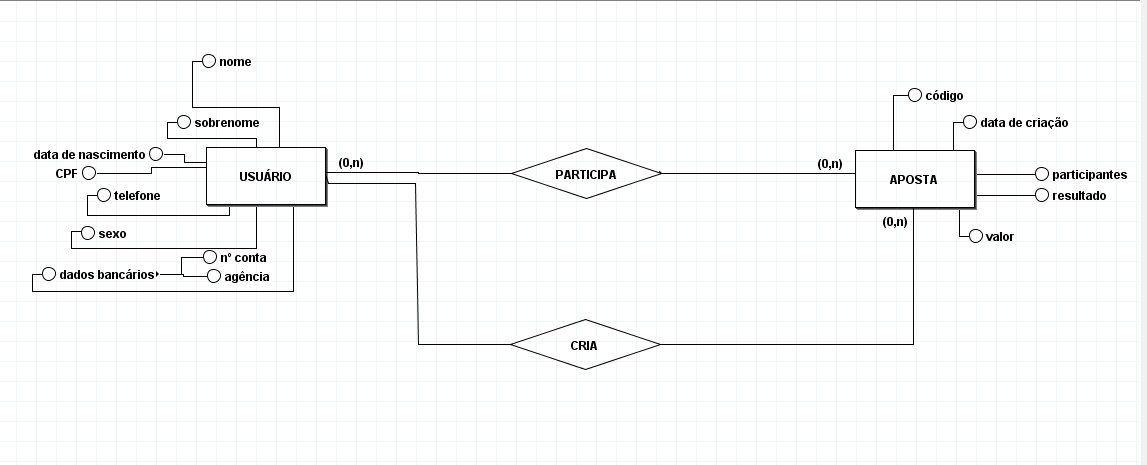 nome
sobrenome
data de nascimento
CPF
telefone
sexo
dados bancários
nº conta
agência
USUÁRIO
(0,n)
PARTICIPA
(0,n)
APOSTA
código
data de criação
participantes
resultado
valor
(0,n)
CRIA